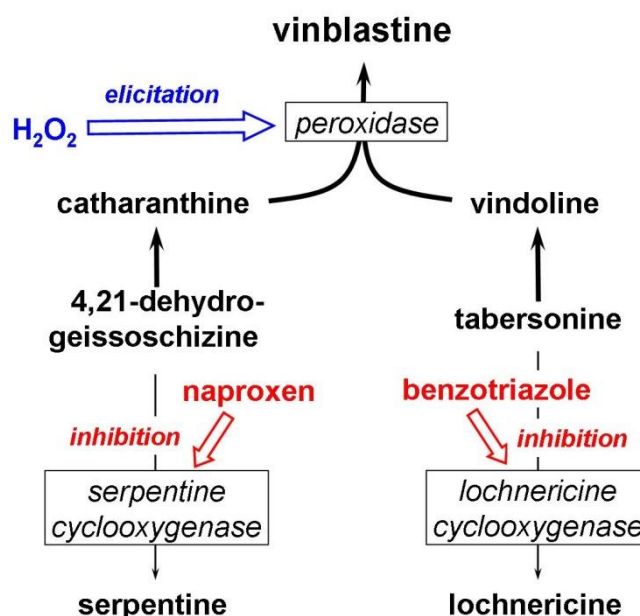 vinblastine
elicitation
H₂O₂
peroxidase
catharanthine
vindoline
4,21-dehydro-
geissoschizine
tabersonine
naproxen
benzotriazole
inhibition
inhibition
serpentine
cyclooxygenase
lochnericine
cyclooxygenase
serpentine
lochnericine